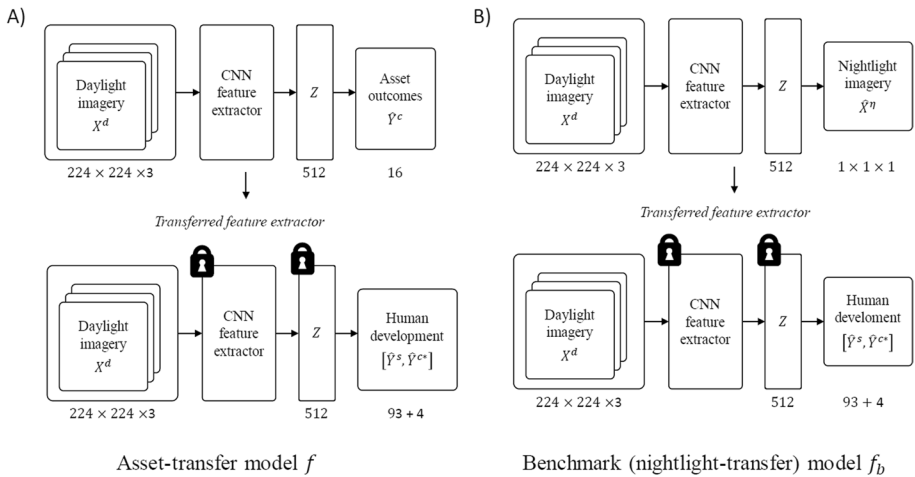 A)
Daylight
imagery
X^d
CNN
feature
extractor
Z
Asset
outcomes
Ŷ^c
224 × 224 ×3
512
16
Transferred feature extractor
Daylight
imagery
X^d
CNN
feature
extractor
Z
Human
development
[Ŷ^s, Ŷ^c*]
224 × 224 ×3
512
93 + 4
Asset-transfer model f
B)
Daylight
imagery
X^d
CNN
feature
extractor
Z
Nightlight
imagery
X̂^η
224 × 224 × 3
512
1 × 1 × 1
Transferred feature extractor
Daylight
imagery
X^d
CNN
feature
extractor
Z
Human
develoment
[Ŷ^s, Ŷ^c*]
224 × 224 ×3
512
93 + 4
Benchmark (nightlight-transfer) model f_b